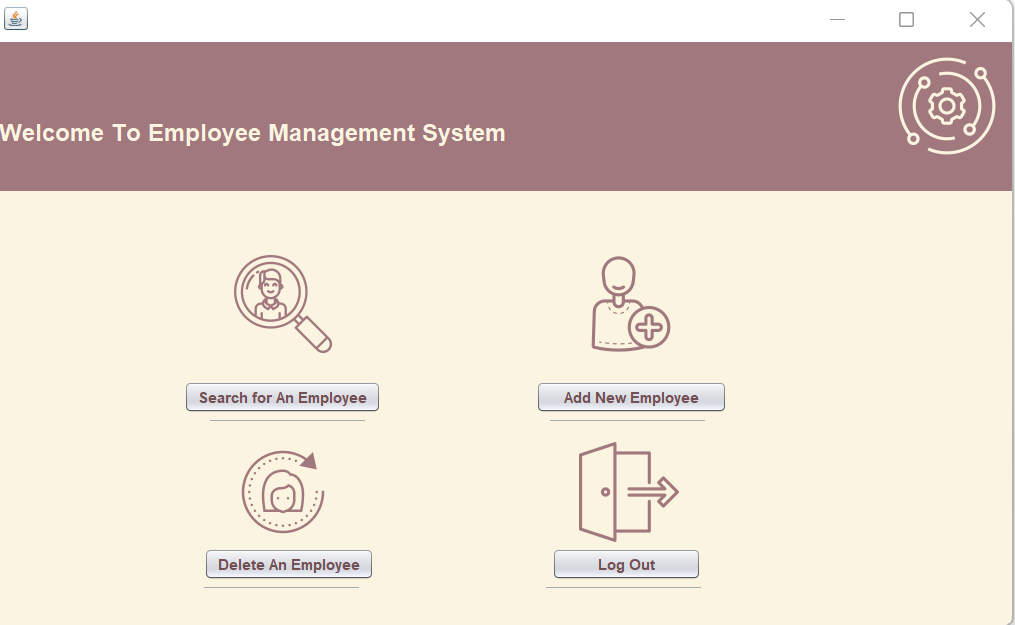 Welcome To Employee Management System
Search for An Employee
Add New Employee
Delete An Employee
Log Out